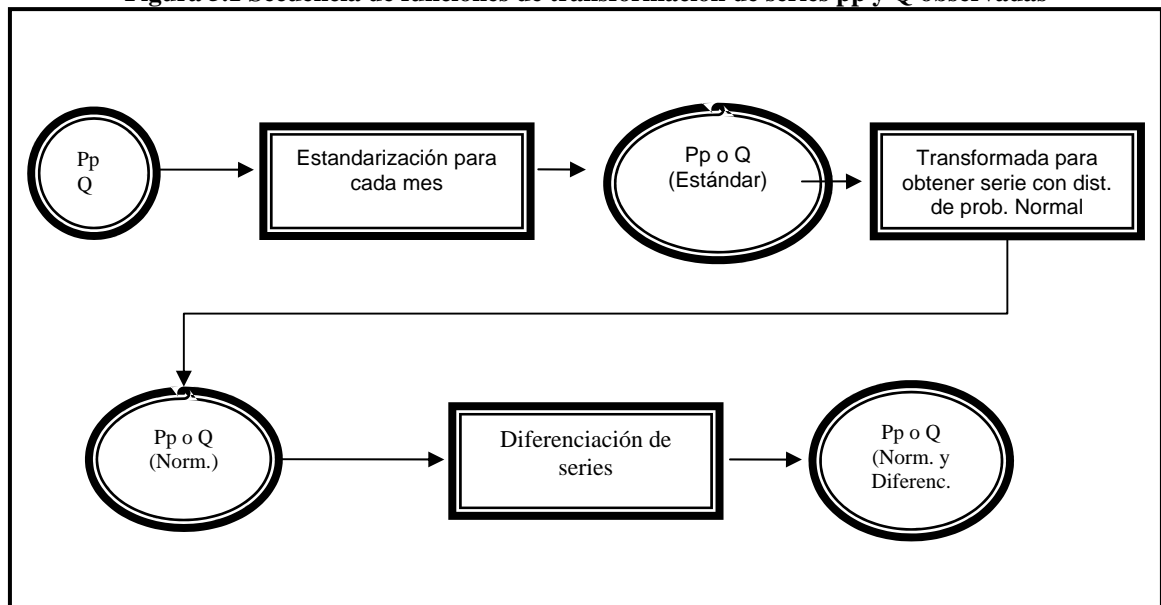 Figura 3.1 Secuencia de funciones de transformación de series pp y Q observadas
Pp
Q
Estandarización para
cada mes
Pp o Q
(Estándar)
Transformada para
obtener serie con dist.
de prob. Normal
Pp o Q
(Norm.)
Diferenciación de
series
Pp o Q
(Norm. y
Diferenc.